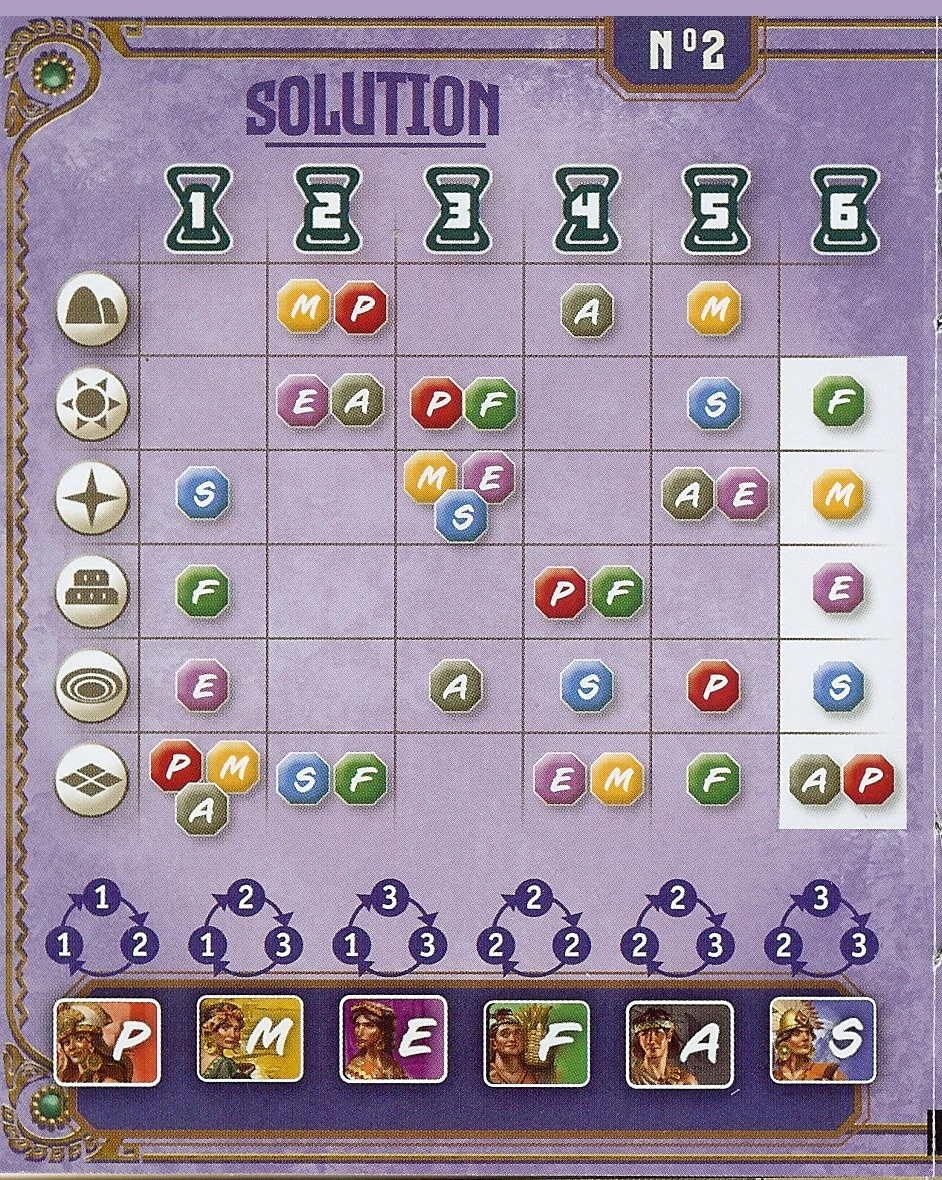 Nº2
SOLUTION
1 2 3 4 5 6
M P A M
E A P F S F
S M E S A E M
F P F E
E A S P S
P M A S F E M F A P
1 2 3 2 2 3
1 2 1 3 1 3 2 2 2 3 2 3
P M E F A S